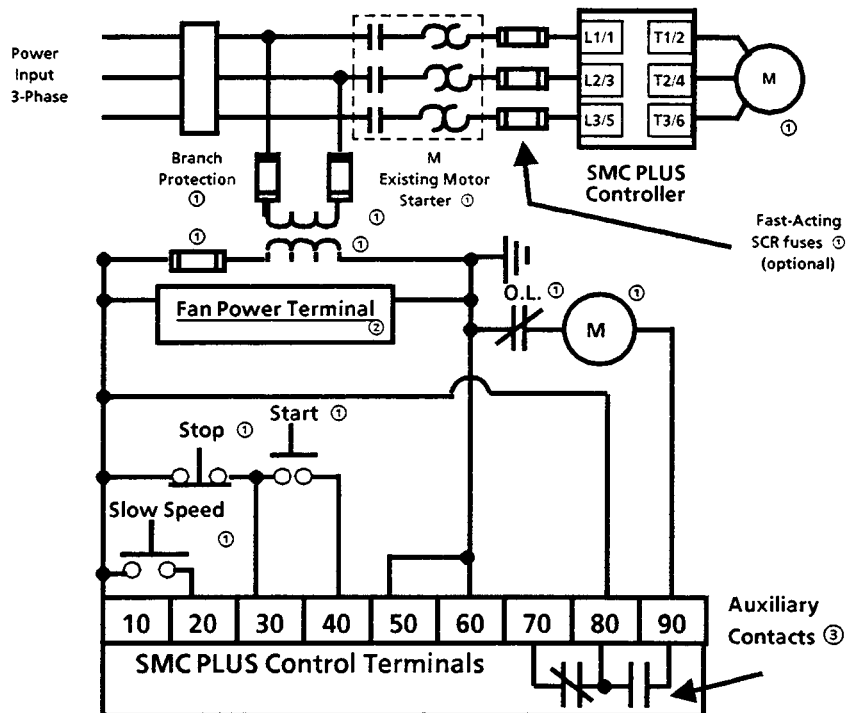 Power
Input
3-Phase
L1/1
T1/2
L2/3
T2/4
M
L3/5
T3/6
①
Branch
Protection
①
M
Existing Motor
Starter ①
SMC PLUS
Controller
①
①
①
Fast-Acting
SCR fuses ①
(optional)
O.L. ①
①
Fan Power Terminal
②
M
Start ①
Stop ①
Slow Speed
①
10 20 30 40 50 60 70 80 90
Auxiliary
Contacts ③
SMC PLUS Control Terminals